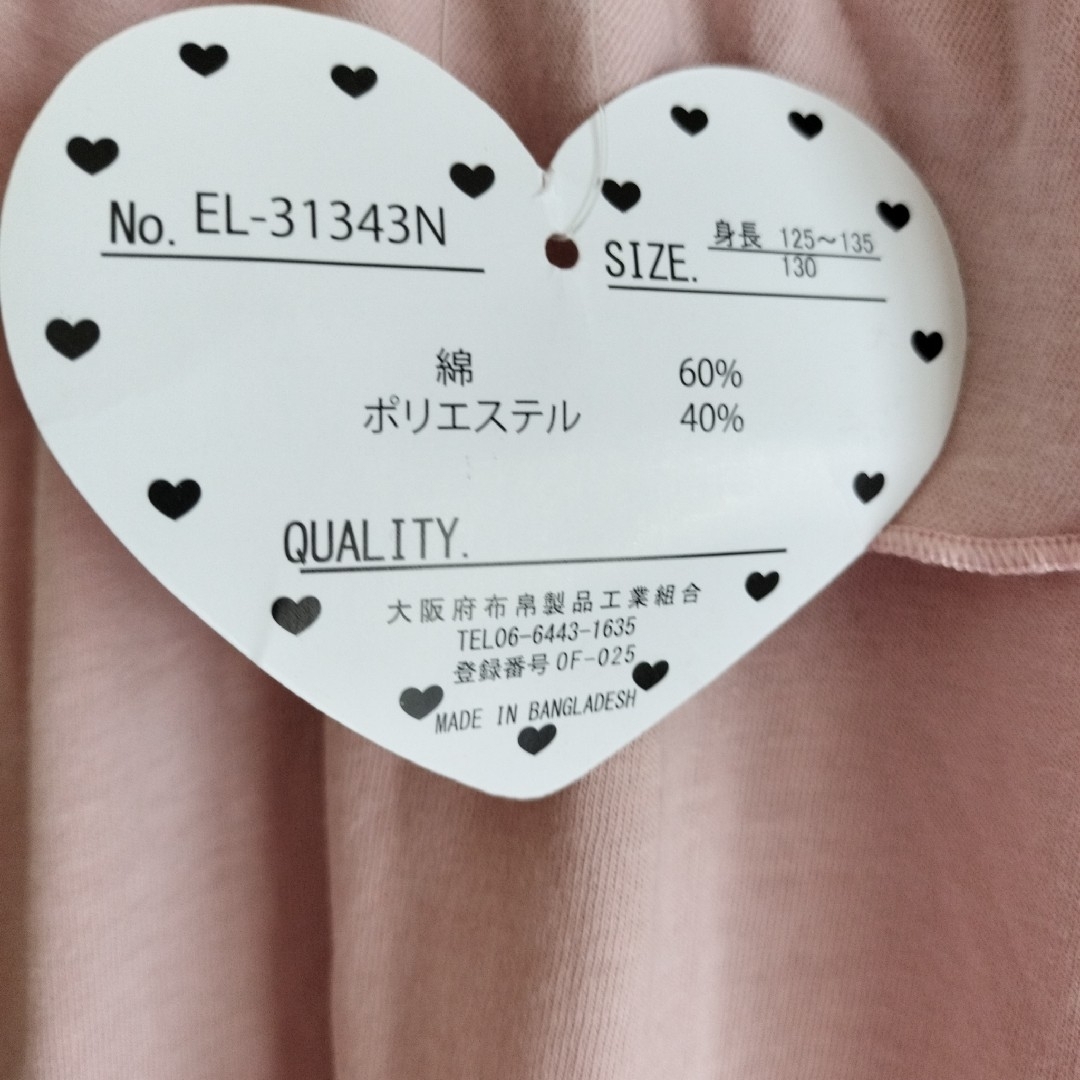 No. EL-31343N
SIZE. 身長 125〜135
130
綿 60%
ポリエステル 40%
QUALITY.
大阪府布帛製品工業組合
TEL06-6443-1635
登録番号 OF-025
MADE IN BANGLADESH